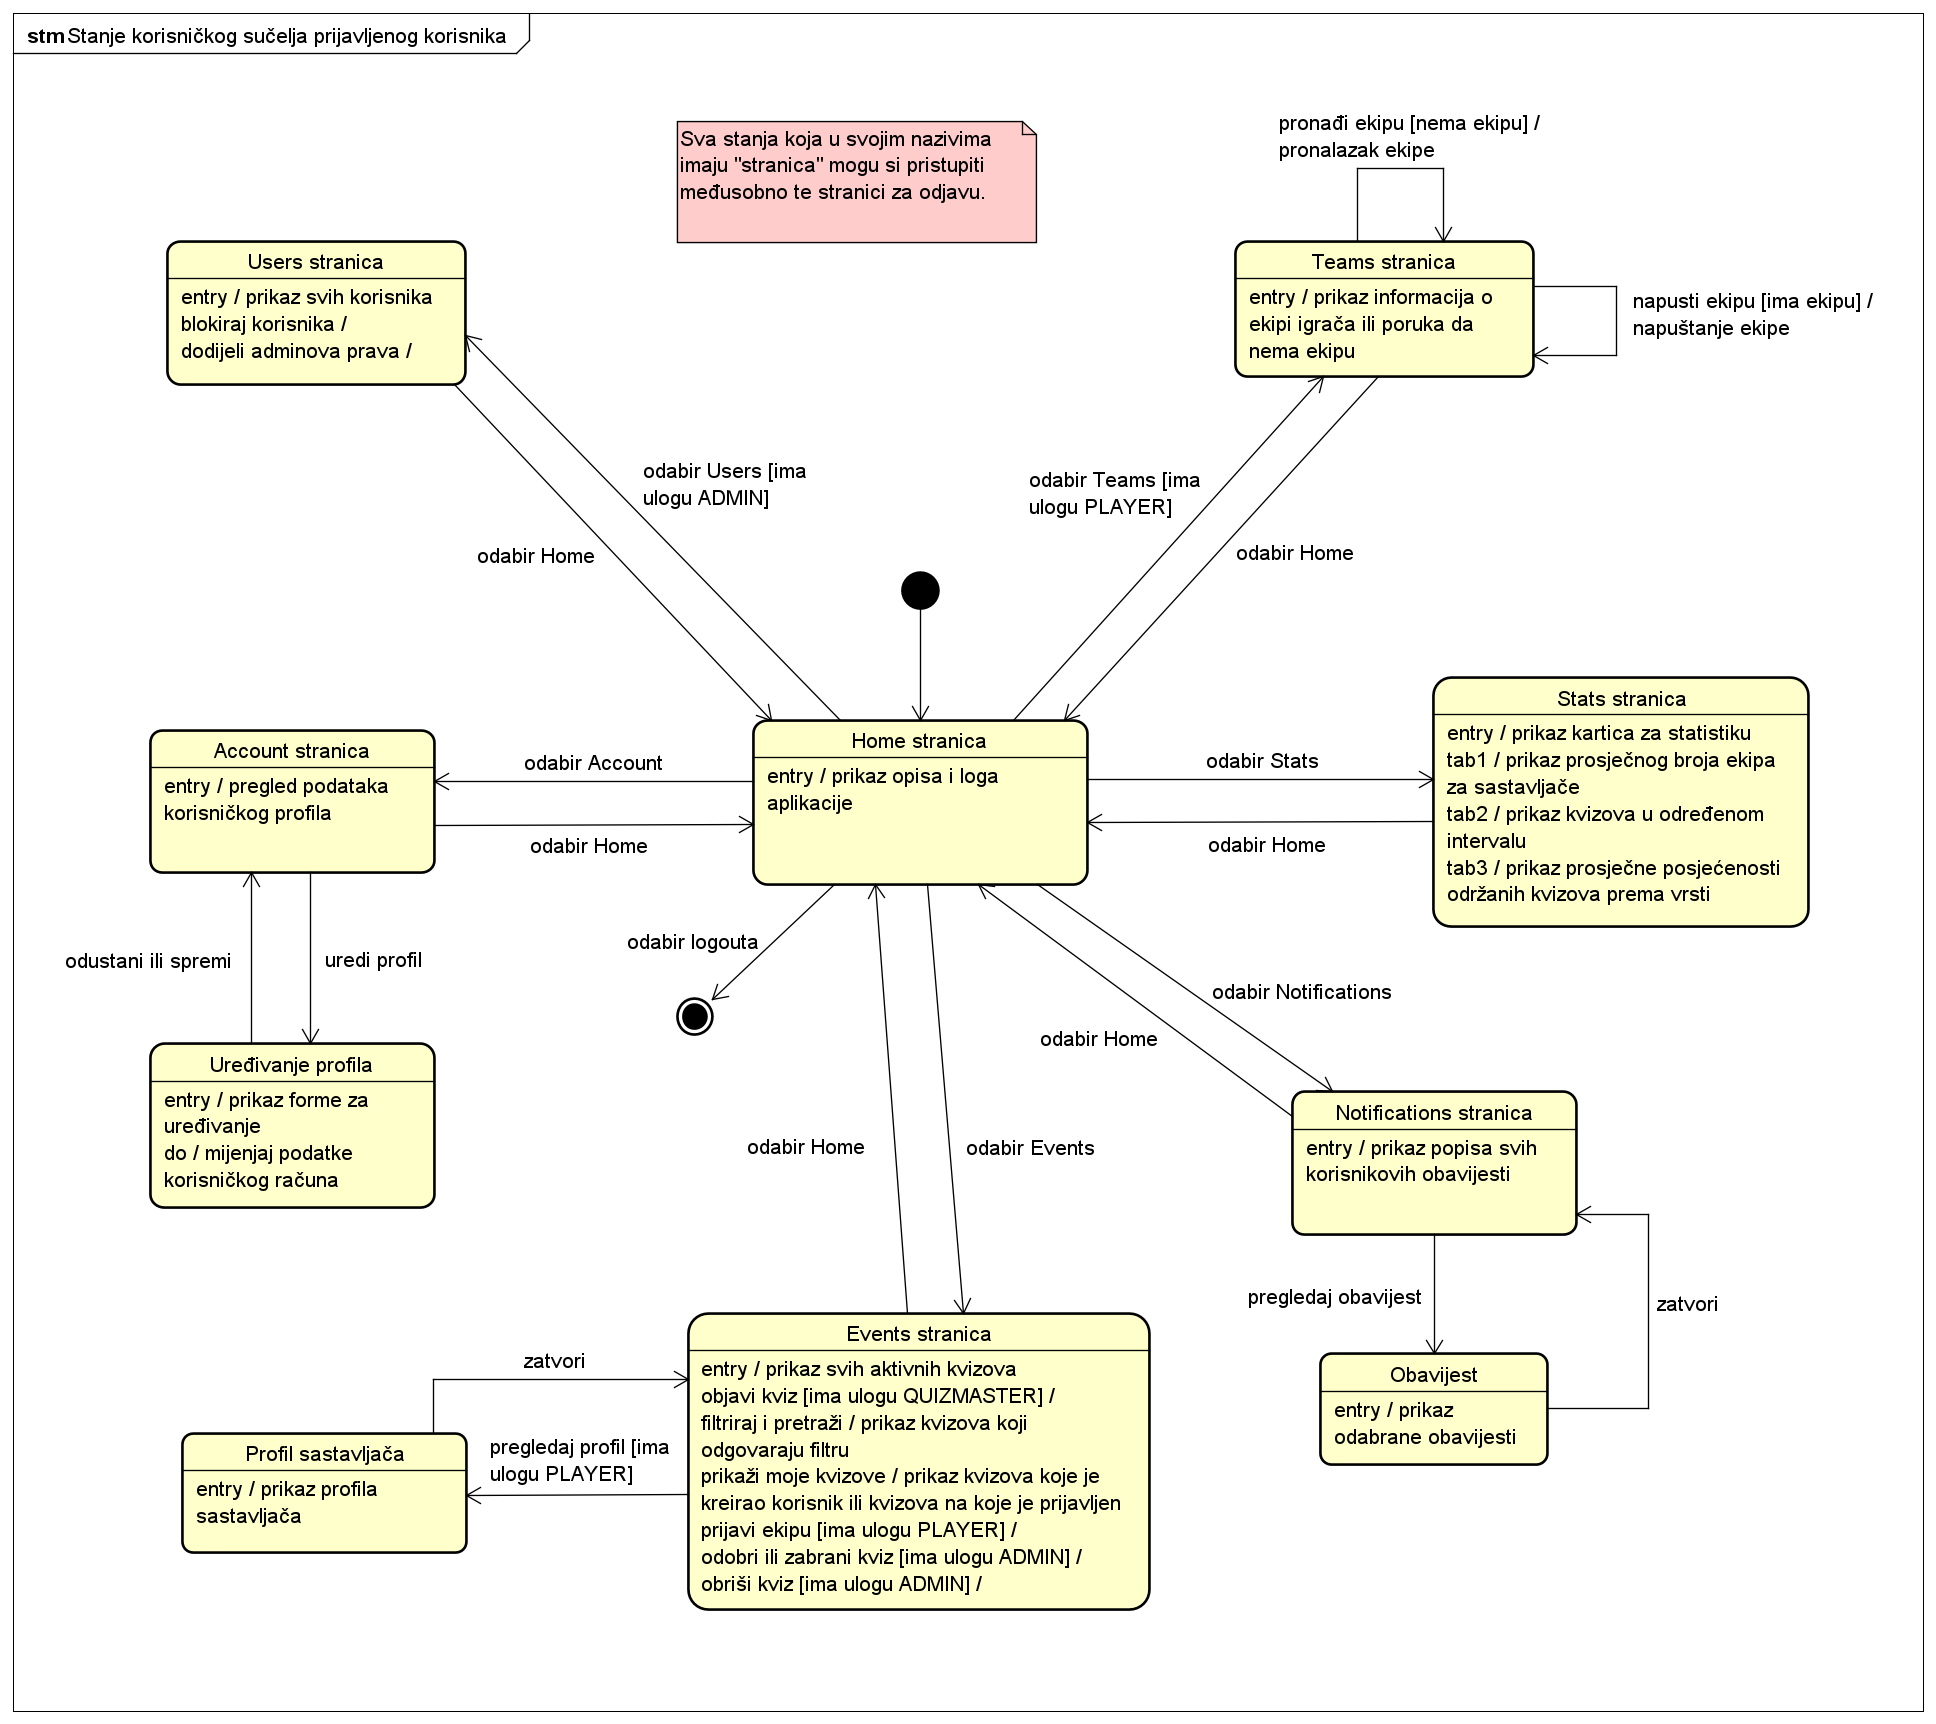 stm Stanje korisničkog sučelja prijavljenog korisnika
Sva stanja koja u svojim nazivima
imaju "stranica" mogu si pristupiti
međusobno te stranici za odjavu.
pronađi ekipu [nema ekipu] /
pronalazak ekipe
Users stranica
entry / prikaz svih korisnika
blokiraj korisnika /
dodijeli adminova prava /
Teams stranica
entry / prikaz informacija o
ekipi igrača ili poruka da
nema ekipu
napusti ekipu [ima ekipu] /
napuštanje ekipe
odabir Users [ima
ulogu ADMIN]
odabir Home
odabir Teams [ima
ulogu PLAYER]
odabir Home
Account stranica
entry / pregled podataka
korisničkog profila
odabir Account
odabir Home
Home stranica
entry / prikaz opisa i loga
aplikacije
odabir Stats
odabir Home
Stats stranica
entry / prikaz kartica za statistiku
tab1 / prikaz prosječnog broja ekipa
za sastavljače
tab2 / prikaz kvizova u određenom
intervalu
tab3 / prikaz prosječne posjećenosti
održanih kvizova prema vrsti
odustani ili spremi
uredi profil
odabir logouta
odabir Notifications
odabir Home
Uređivanje profila
entry / prikaz forme za
uređivanje
do / mijenjaj podatke
korisničkog računa
odabir Home
odabir Events
Notifications stranica
entry / prikaz popisa svih
korisnikovih obavijesti
pregledaj obavijest
zatvori
Obavijest
entry / prikaz
odabrane obavijesti
zatvori
pregledaj profil [ima
ulogu PLAYER]
Profil sastavljača
entry / prikaz profila
sastavljača
Events stranica
entry / prikaz svih aktivnih kvizova
objavi kviz [ima ulogu QUIZMASTER] /
filtriraj i pretraži / prikaz kvizova koji
odgovaraju filtru
prikaži moje kvizove / prikaz kvizova koje je
kreirao korisnik ili kvizova na koje je prijavljen
prijavi ekipu [ima ulogu PLAYER] /
odobri ili zabrani kviz [ima ulogu ADMIN] /
obriši kviz [ima ulogu ADMIN] /